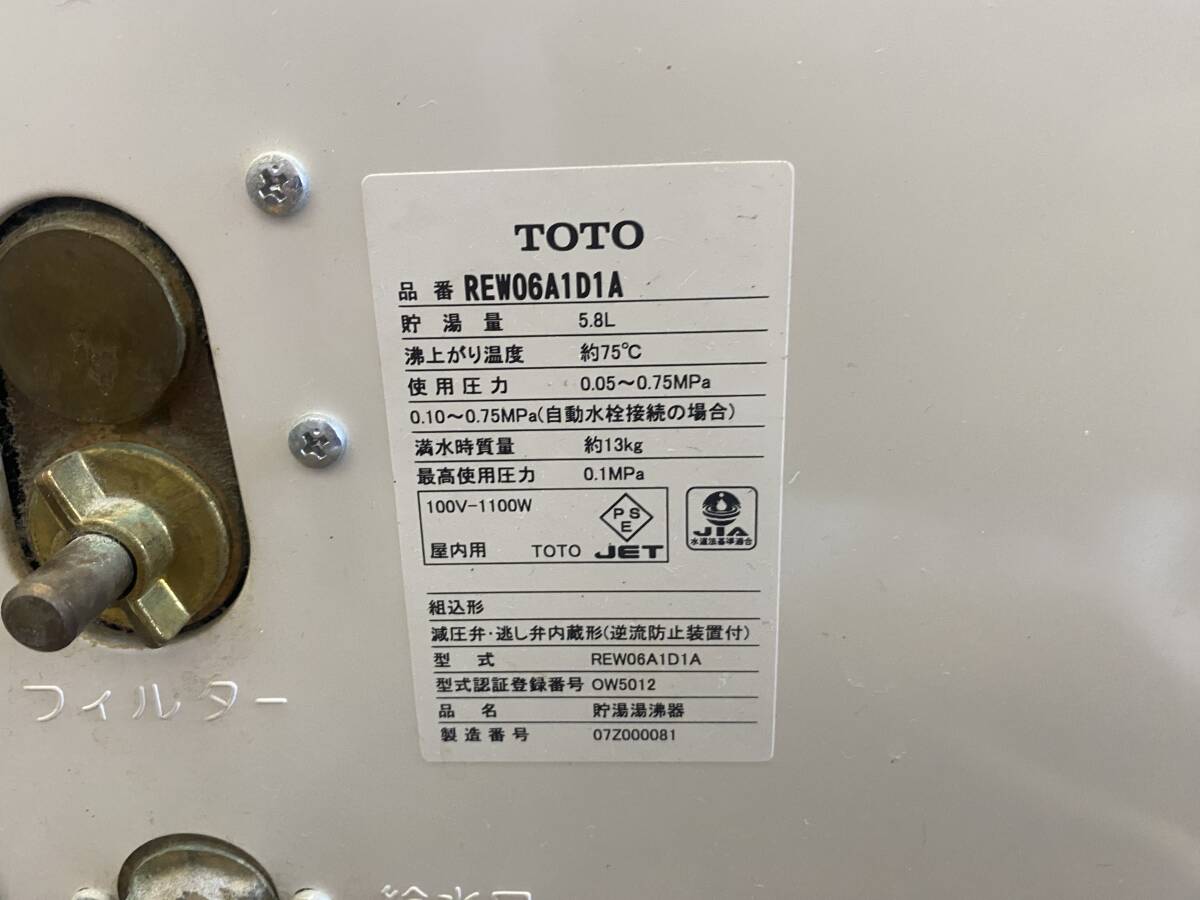 TOTO
品番 REW06A1D1A
貯湯量 5.8L
沸上がり温度 約75℃
使用圧力 0.05～0.75MPa
0.10～0.75MPa(自動水栓接続の場合)
満水時質量 約13kg
最高使用圧力 0.1MPa
100V-1100W
PSE
屋内用 TOTO JET
JIA
水道法基準適合
組込形
減圧弁・逃し弁内蔵形(逆流防止装置付)
型式 REW06A1D1A
型式認証登録番号 OW5012
品名 貯湯湯沸器
製造番号 07Z000081
フィルター
給水口